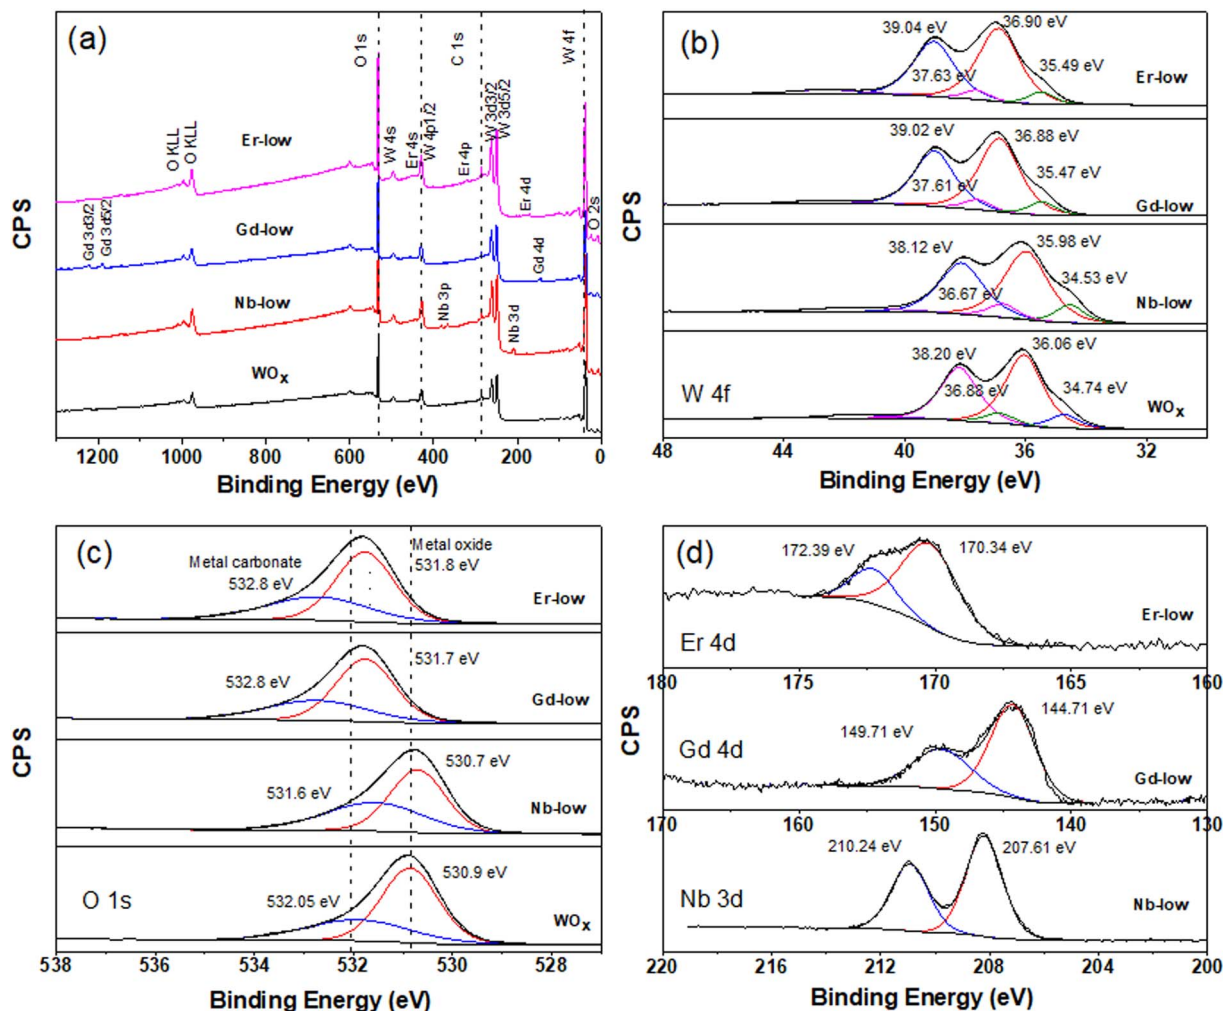 (a)
O 1s
C 1s
W 4f
W 3d3/2
W 3d5/2
O KLL
O KLL
Er-low
W 4s
Er 4s
W 4p1/2
Er 4p
Er 4d
O 2s
Gd 3d3/2
Gd 3d5/2
Gd-low
Gd 4d
Nb-low
Nb 3p
Nb 3d
WOx
CPS
1200 1000 800 600 400 200 0
Binding Energy (eV)
(b)
39.04 eV
36.90 eV
37.63 eV
35.49 eV
Er-low
39.02 eV
36.88 eV
37.61 eV
35.47 eV
Gd-low
38.12 eV
35.98 eV
36.67 eV
34.53 eV
Nb-low
38.20 eV
36.06 eV
36.88 eV
34.74 eV
W 4f
WOx
CPS
48 44 40 36 32
Binding Energy (eV)
(c)
Metal carbonate
532.8 eV
Metal oxide
531.8 eV
Er-low
532.8 eV
531.7 eV
Gd-low
531.6 eV
530.7 eV
Nb-low
532.05 eV
530.9 eV
O 1s
WOx
CPS
538 536 534 532 530 528
Binding Energy (eV)
(d)
172.39 eV
170.34 eV
Er 4d
Er-low
180 175 170 165 160
149.71 eV
144.71 eV
Gd 4d
Gd-low
170 160 150 140 130
210.24 eV
207.61 eV
Nb 3d
Nb-low
CPS
220 216 212 208 204 200
Binding Energy (eV)